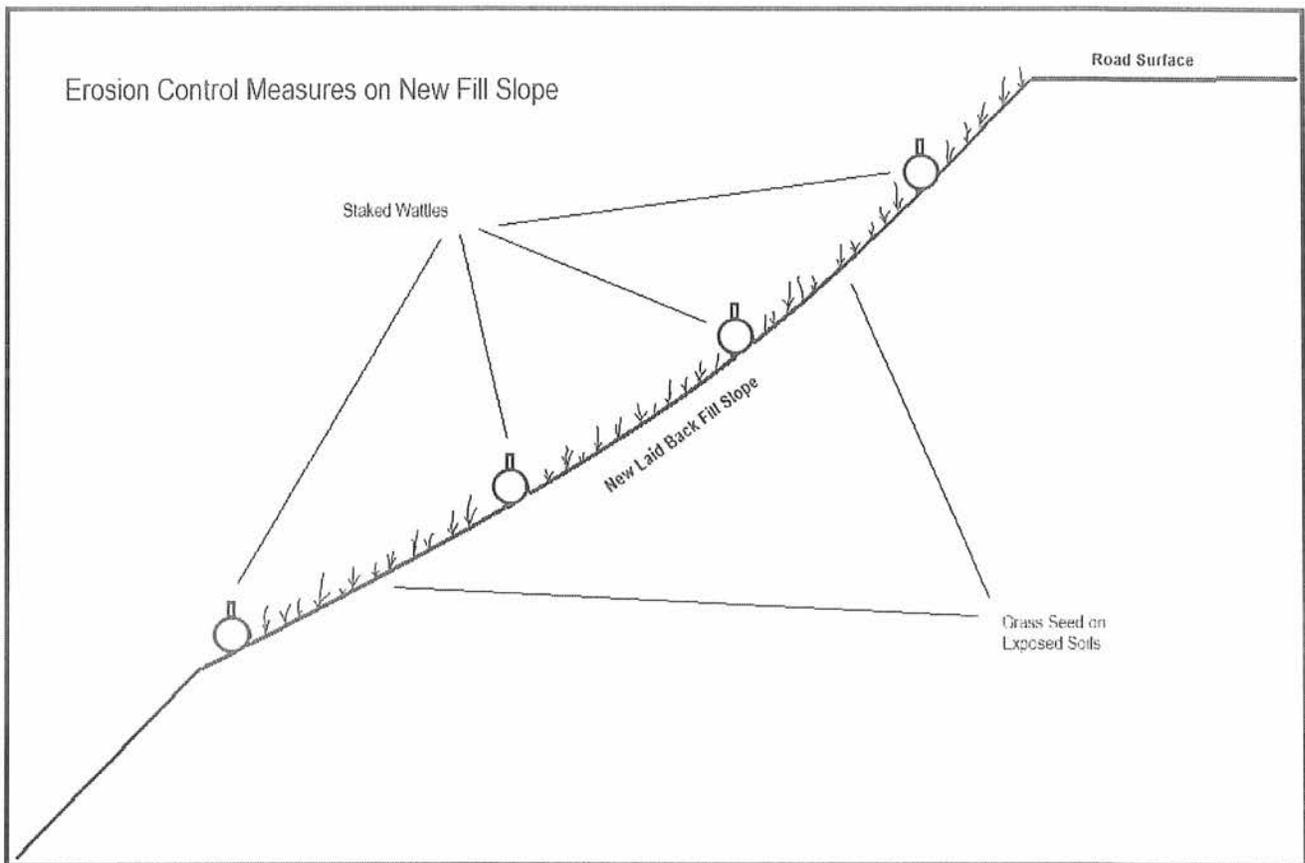 Road Surface
Erosion Control Measures on New Fill Slope
Staked Wattles
New Laid Back Fill Slope
Grass Seed on
Exposed Soils